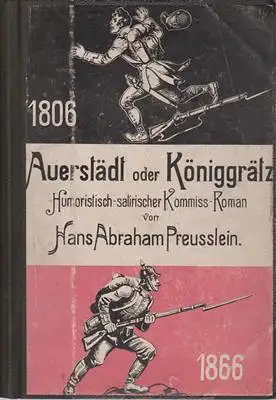 1806
Auerstädt oder Königgrätz
Humoristisch-satirischer Kommiss-Roman
von
Hans Abraham Preusslein.
1866